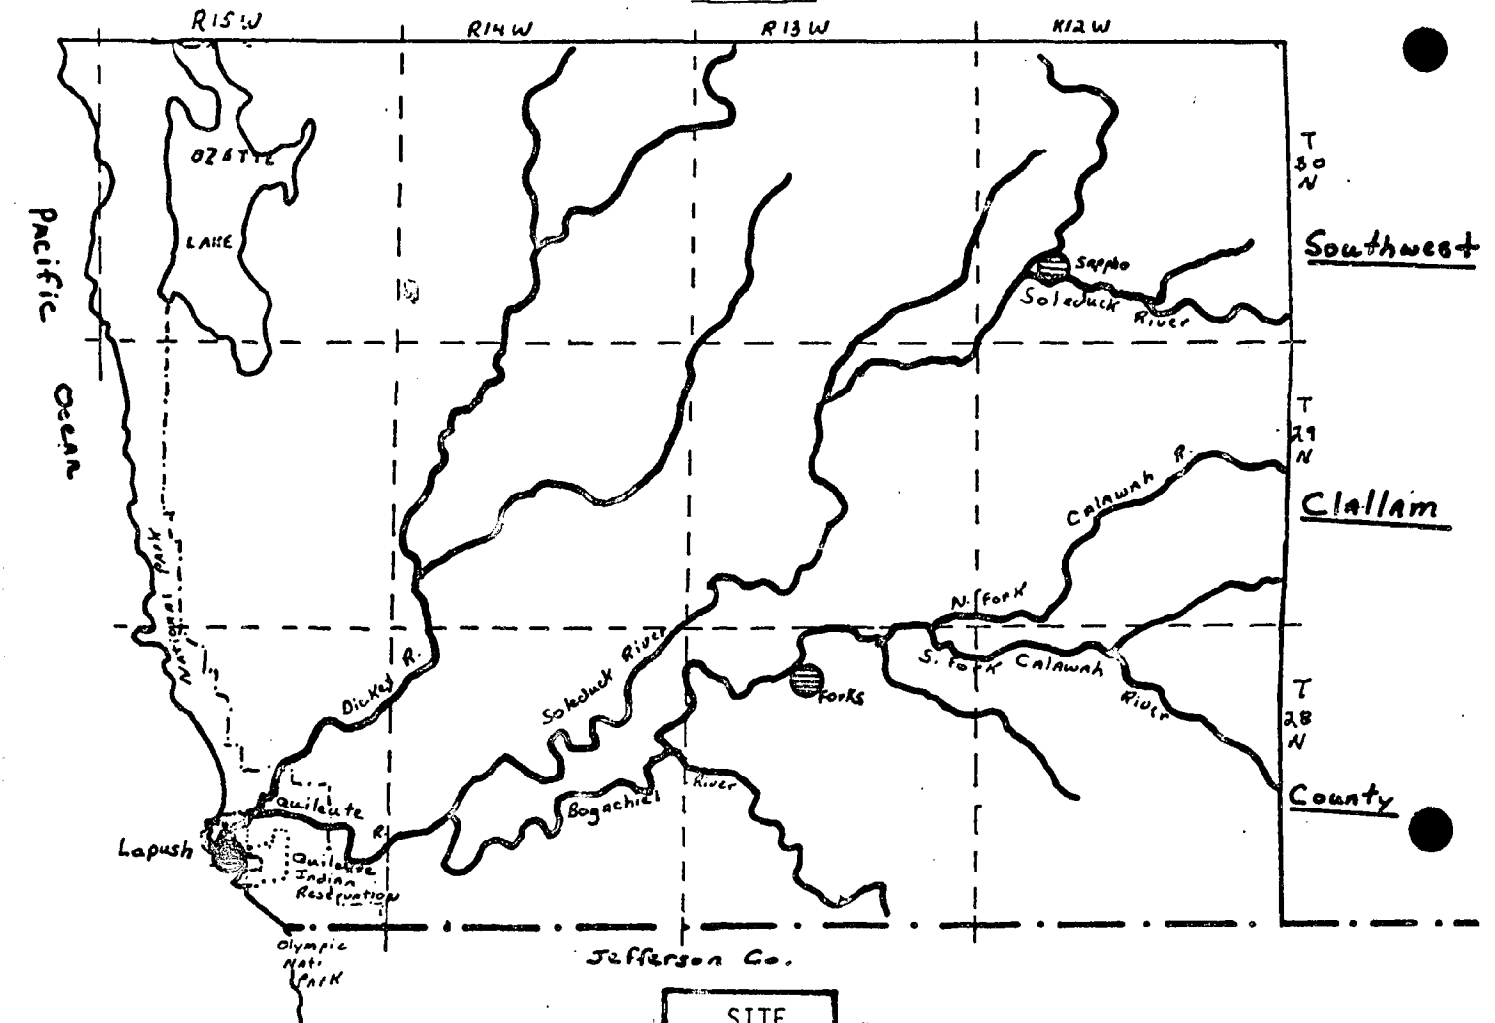 R15W
R14W
R13W
R12W
T
30
N
OZETTE
LAKE
Pacific
Ocean
Southwest
Sappho
Soleduck
River
T
29
N
Calawah R.
Clallam
National Park
N. Fork
S. Fork Calawah
River
Dickey R.
Soleduck River
Forks
T
28
N
Bogachiel
River
County
Quileute
R.
Lapush
Quileute
Indian
Reservation
Olympic
Nat.
Park
Jefferson Co.
SITE